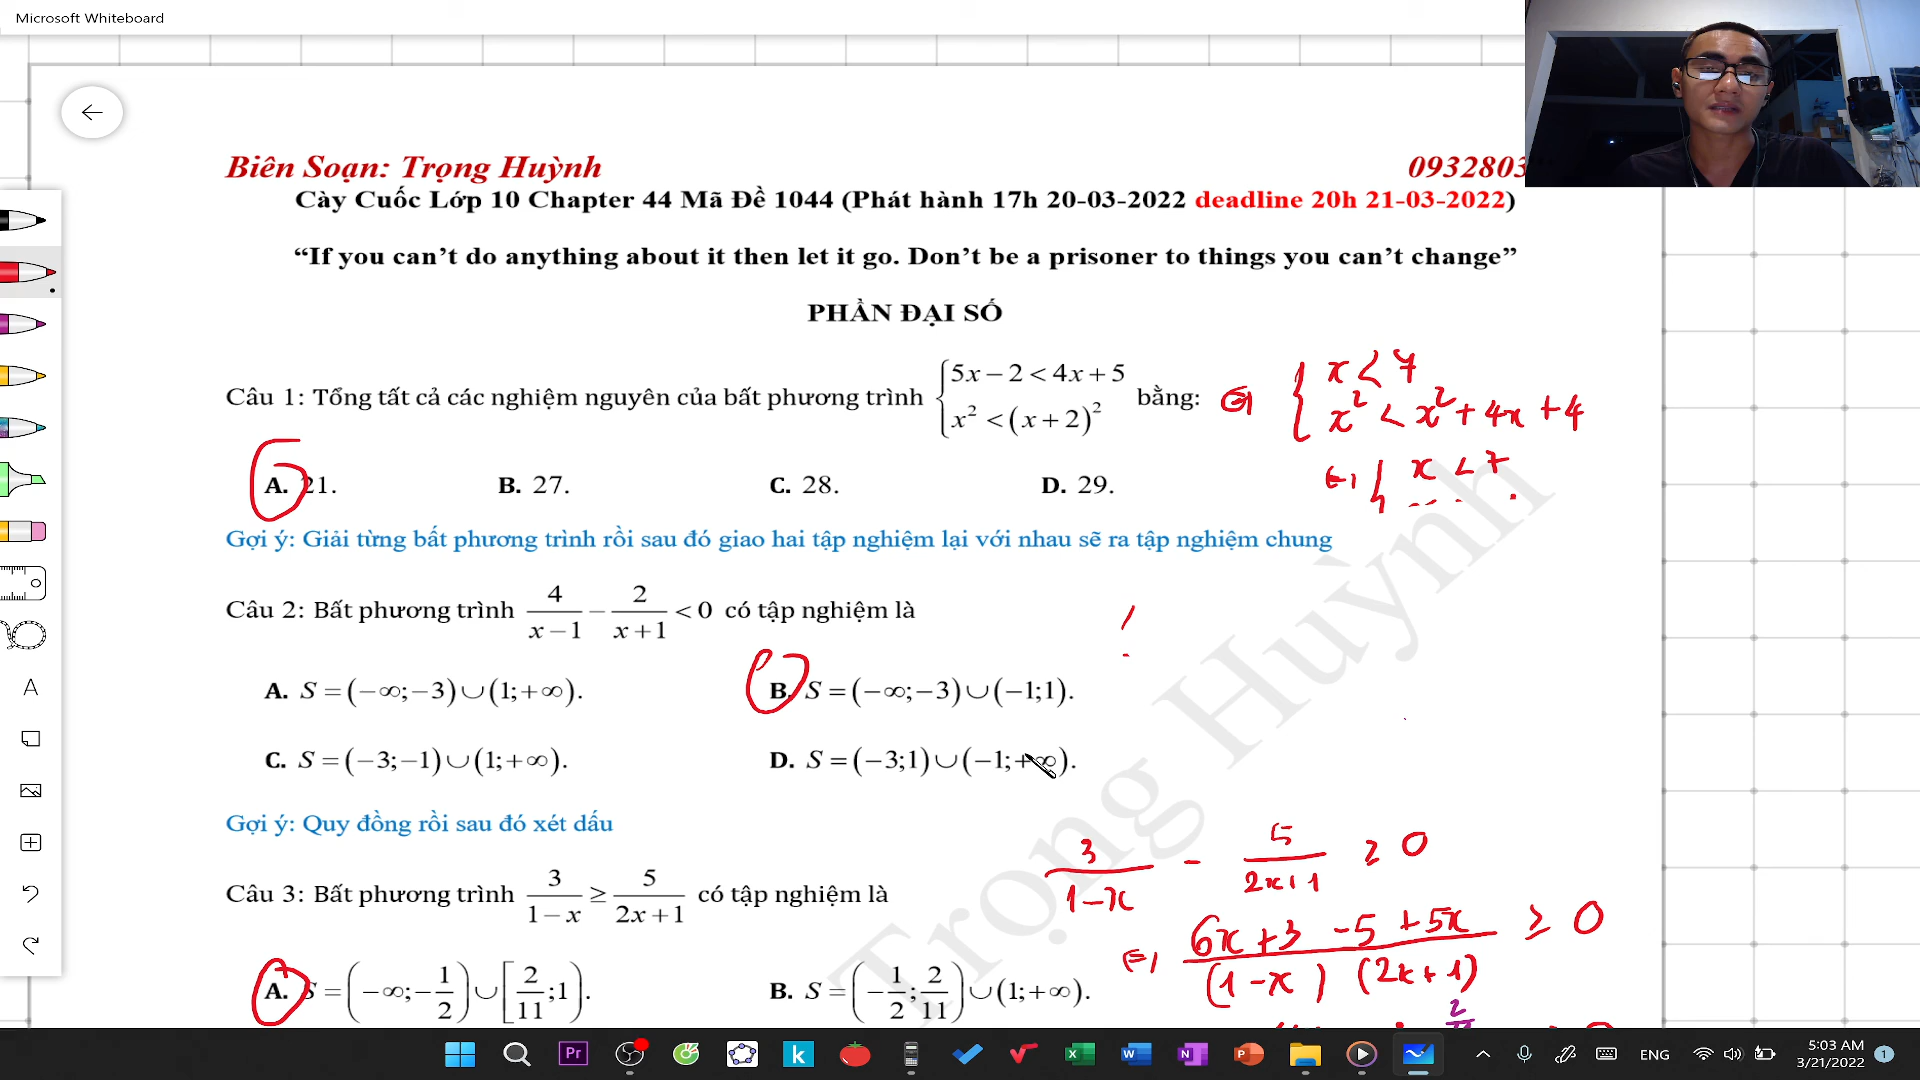 Microsoft Whiteboard
Biên Soạn: Trọng Huỳnh 0932803
Cày Cuốc Lớp 10 Chapter 44 Mã Đề 1044 (Phát hành 17h 20-03-2022 deadline 20h 21-03-2022)
“If you can’t do anything about it then let it go. Don’t be a prisoner to things you can’t change”
PHẦN ĐẠI SỐ
Câu 1: Tổng tất cả các nghiệm nguyên của bất phương trình { 5x − 2 < 4x + 5
x² < (x + 2)² bằng:
x < 7
x² < x² + 4x + 4
x < 7
A. 21. B. 27. C. 28. D. 29.
Gợi ý: Giải từng bất phương trình rồi sau đó giao hai tập nghiệm lại với nhau sẽ ra tập nghiệm chung
Câu 2: Bất phương trình 4/(x − 1) − 2/(x + 1) < 0 có tập nghiệm là
A. S = (−∞; −3) ∪ (1; +∞). B. S = (−∞; −3) ∪ (−1; 1).
C. S = (−3; −1) ∪ (1; +∞). D. S = (−3; 1) ∪ (−1; +∞).
Gợi ý: Quy đồng rồi sau đó xét dấu
3/(1 − x) − 5/(2x + 1) ≥ 0
Câu 3: Bất phương trình 3/(1 − x) ≥ 5/(2x + 1) có tập nghiệm là
(6x + 3 − 5 + 5x)/((1 − x)(2x + 1)) ≥ 0
A. S = (−∞; −1/2) ∪ [2/11; 1). B. S = (−1/2; 2/11) ∪ (1; +∞).
Trọng Huỳnh
A
Pr
k
ENG
5:03 AM
3/21/2022
1